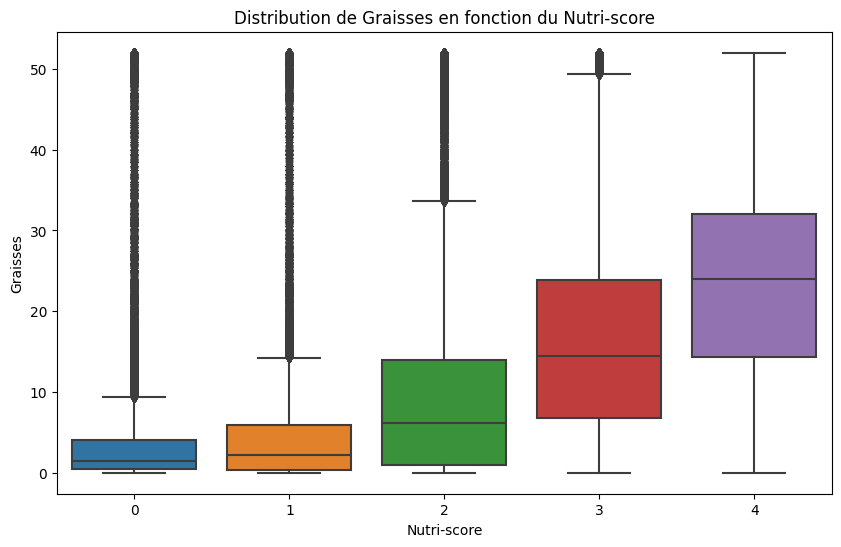 Distribution de Graisses en fonction du Nutri-score
50
40
30
20
10
0
Graisses
0 1 2 3 4
Nutri-score